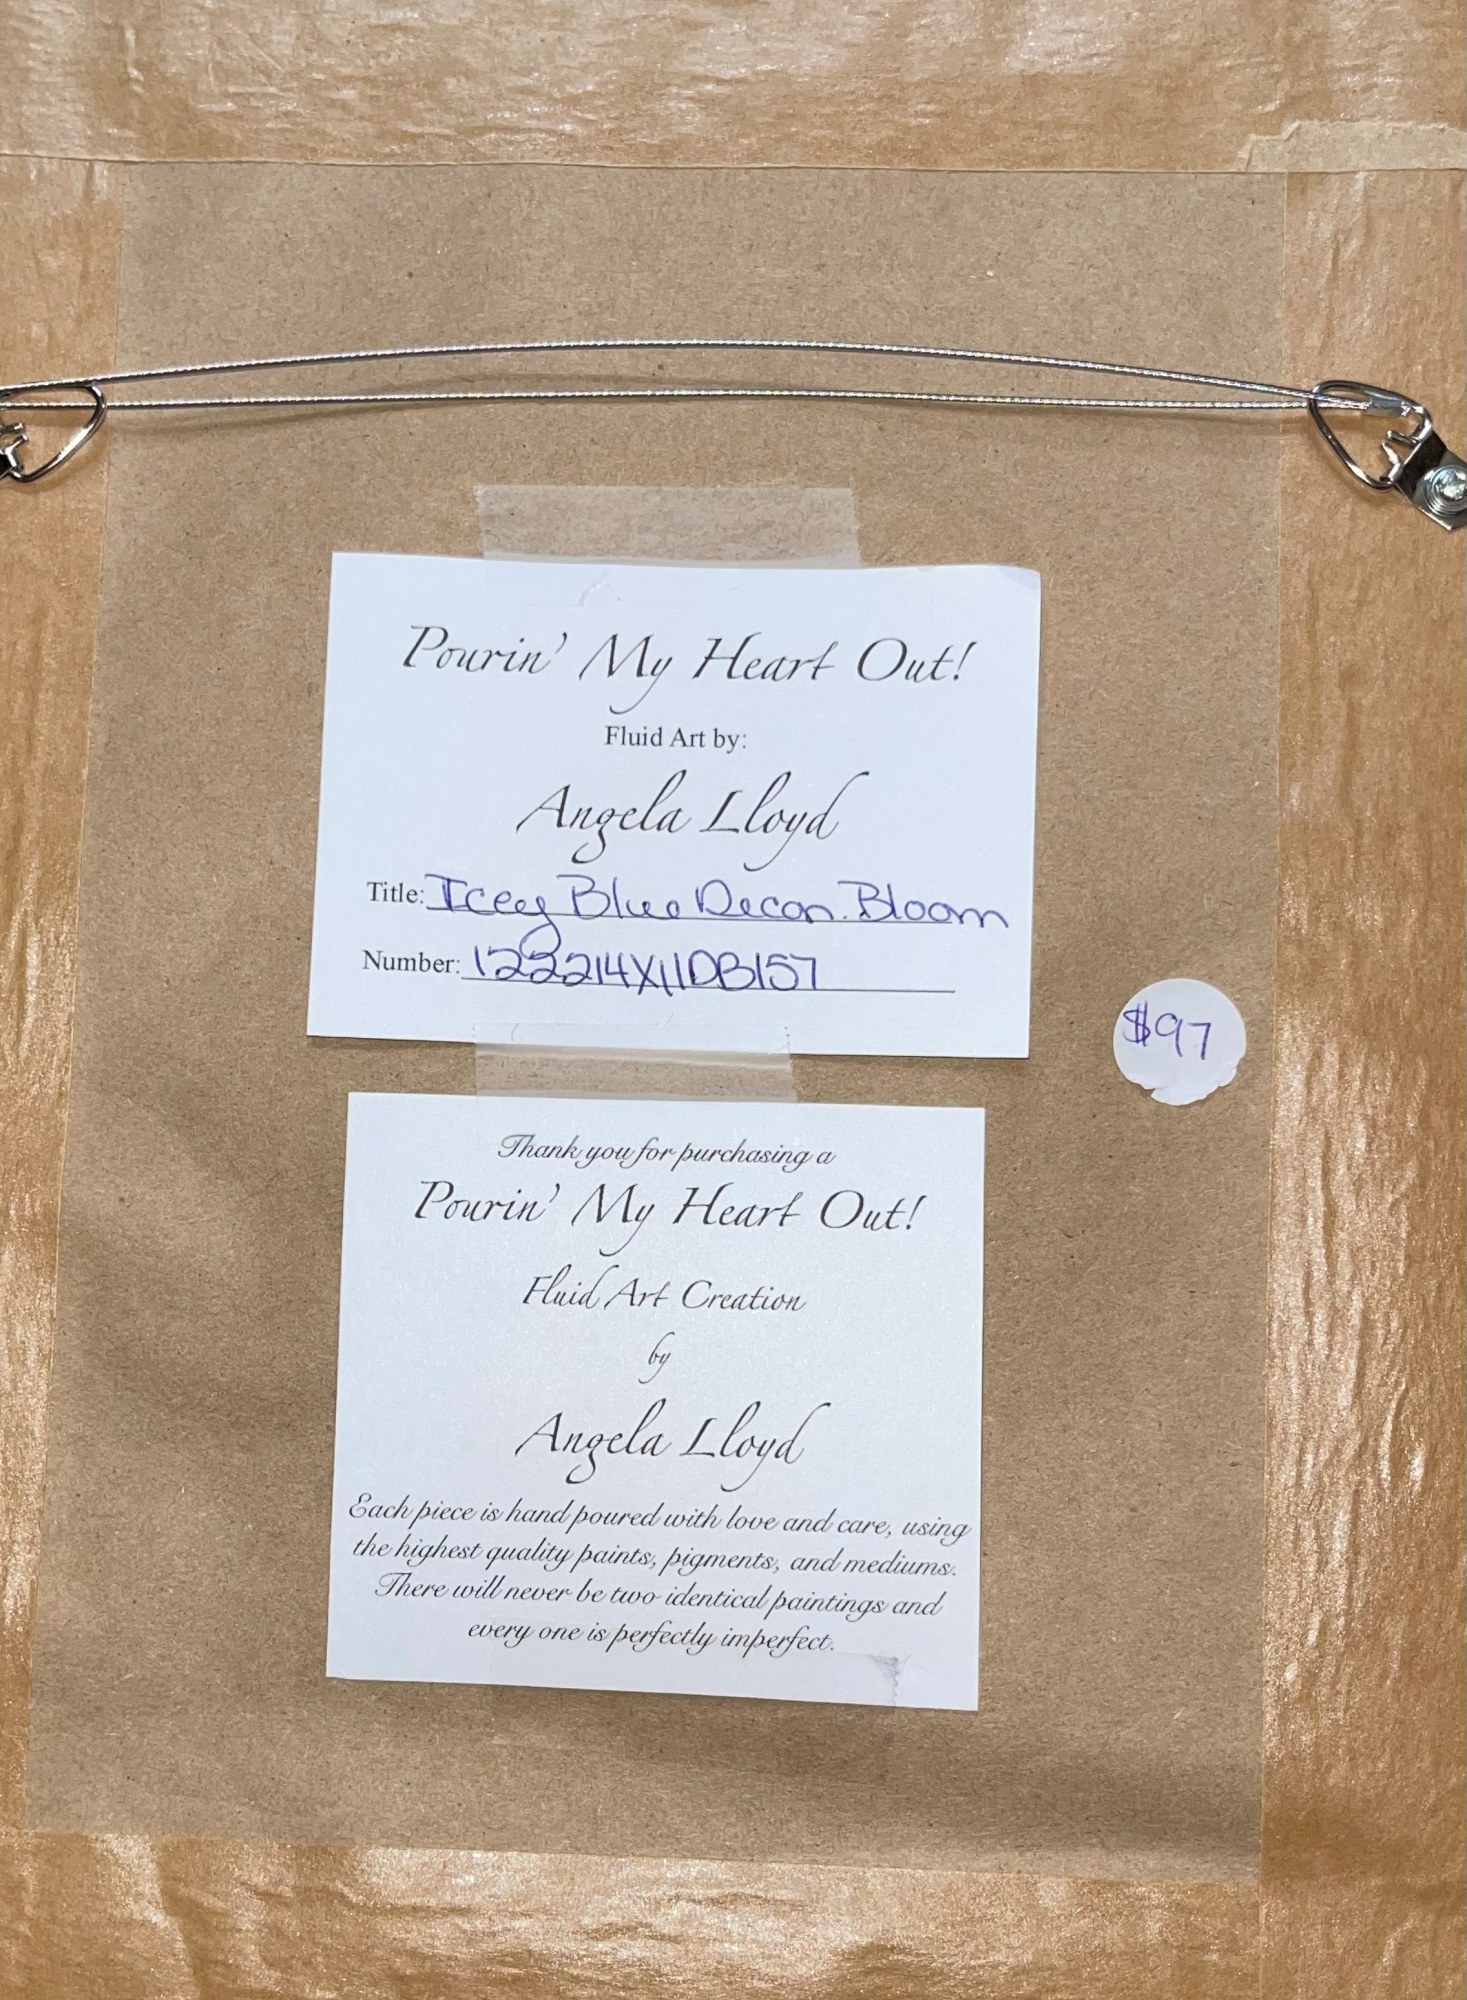 Pourin' My Heart Out!
Fluid Art by:
Angela Lloyd
Title: Icey Blue Decon. Bloom
Number: 122214X11DB157
$97
Thank you for purchasing a
Pourin' My Heart Out!
Fluid Art Creation
by
Angela Lloyd
Each piece is hand poured with love and care, using
the highest quality paints, pigments, and mediums.
There will never be two identical paintings and
every one is perfectly imperfect.